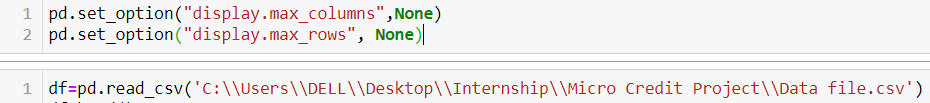 1 pd.set_option("display.max_columns",None)
2 pd.set_option("display.max_rows", None)
1 df=pd.read_csv('C:\\Users\\DELL\\Desktop\\Internship\\Micro Credit Project\\Data file.csv')